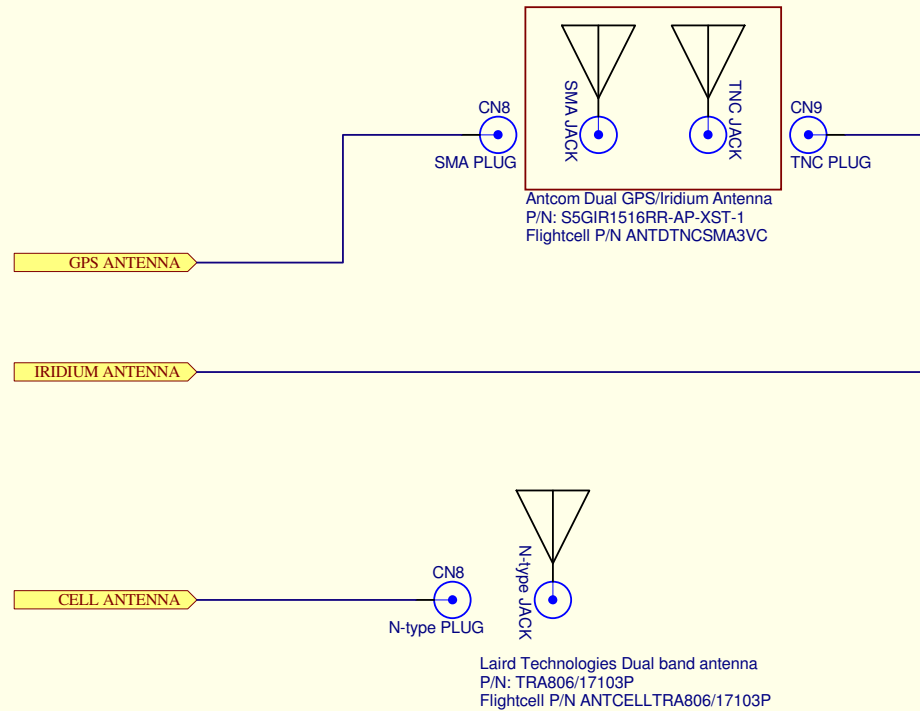 CN8
SMA PLUG
SMA JACK
TNC JACK
CN9
TNC PLUG
Antcom Dual GPS/Iridium Antenna
P/N: S5GIR1516RR-AP-XST-1
Flightcell P/N ANTDTNCSMA3VC
GPS ANTENNA
IRIDIUM ANTENNA
CELL ANTENNA
CN8
N-type PLUG
N-type JACK
Laird Technologies Dual band antenna
P/N: TRA806/17103P
Flightcell P/N ANTCELLTRA806/17103P